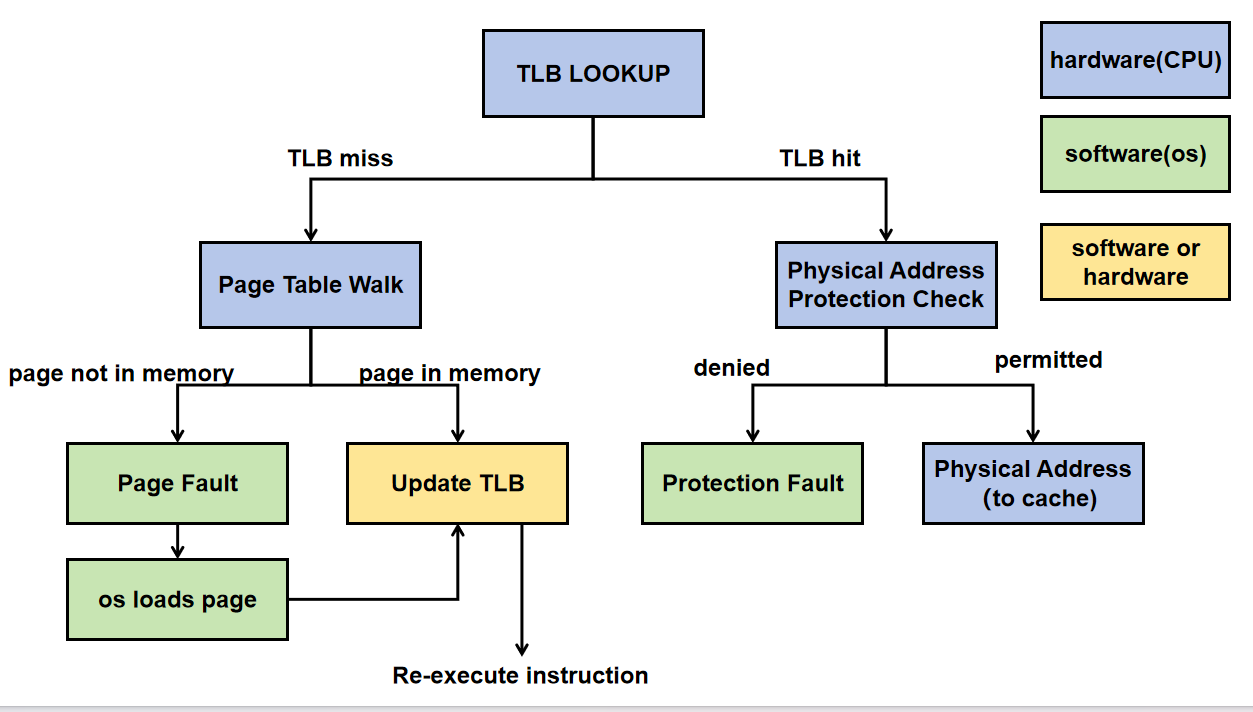 TLB LOOKUP
hardware(CPU)
software(os)
software or
hardware
TLB miss
TLB hit
Page Table Walk
Physical Address
Protection Check
page not in memory
page in memory
denied
permitted
Page Fault
Update TLB
Protection Fault
Physical Address
(to cache)
os loads page
Re-execute instruction